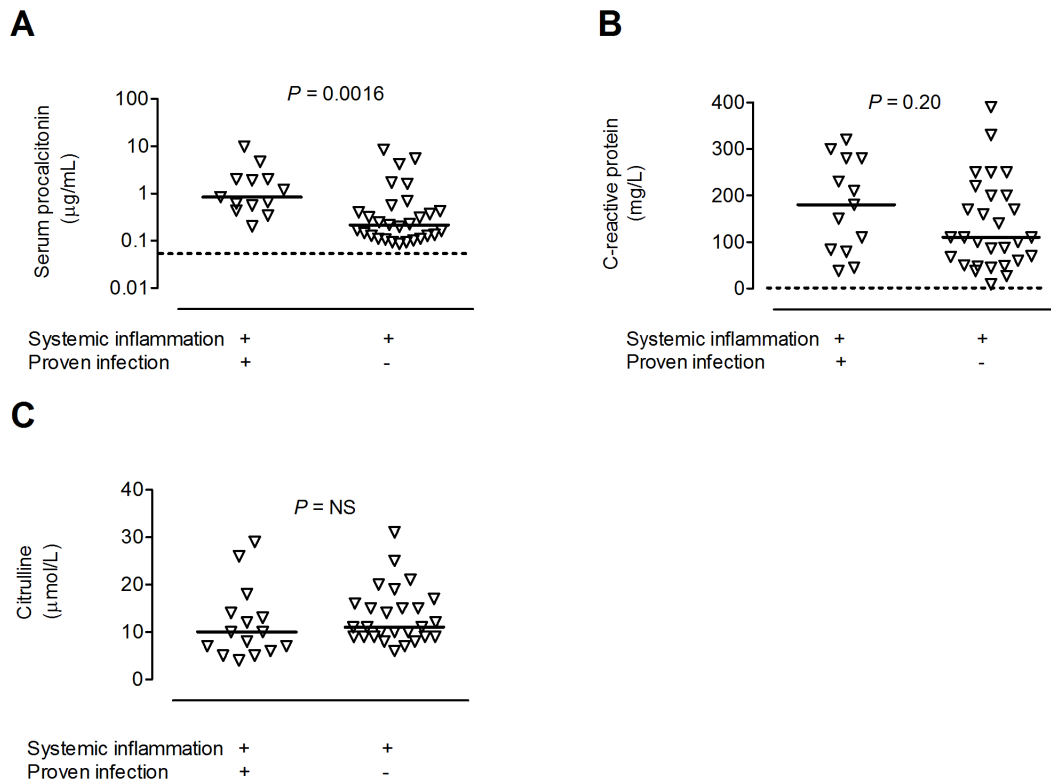 A
P = 0.0016
Serum procalcitonin
(µg/mL)
100
10
1
0.1
0.01
Systemic inflammation + +
Proven infection + -
B
P = 0.20
C-reactive protein
(mg/L)
400
300
200
100
0
Systemic inflammation + +
Proven infection + -
C
P = NS
Citrulline
(µmol/L)
40
30
20
10
0
Systemic inflammation + +
Proven infection + -